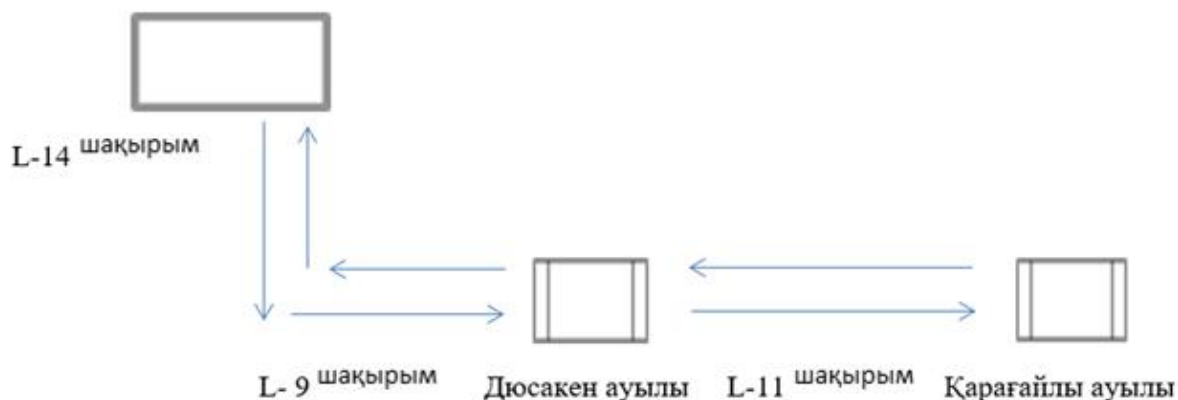 L-14 шақырым
L- 9 шақырым Дюсакен ауылы L-11 шақырым Қарағайлы ауылы